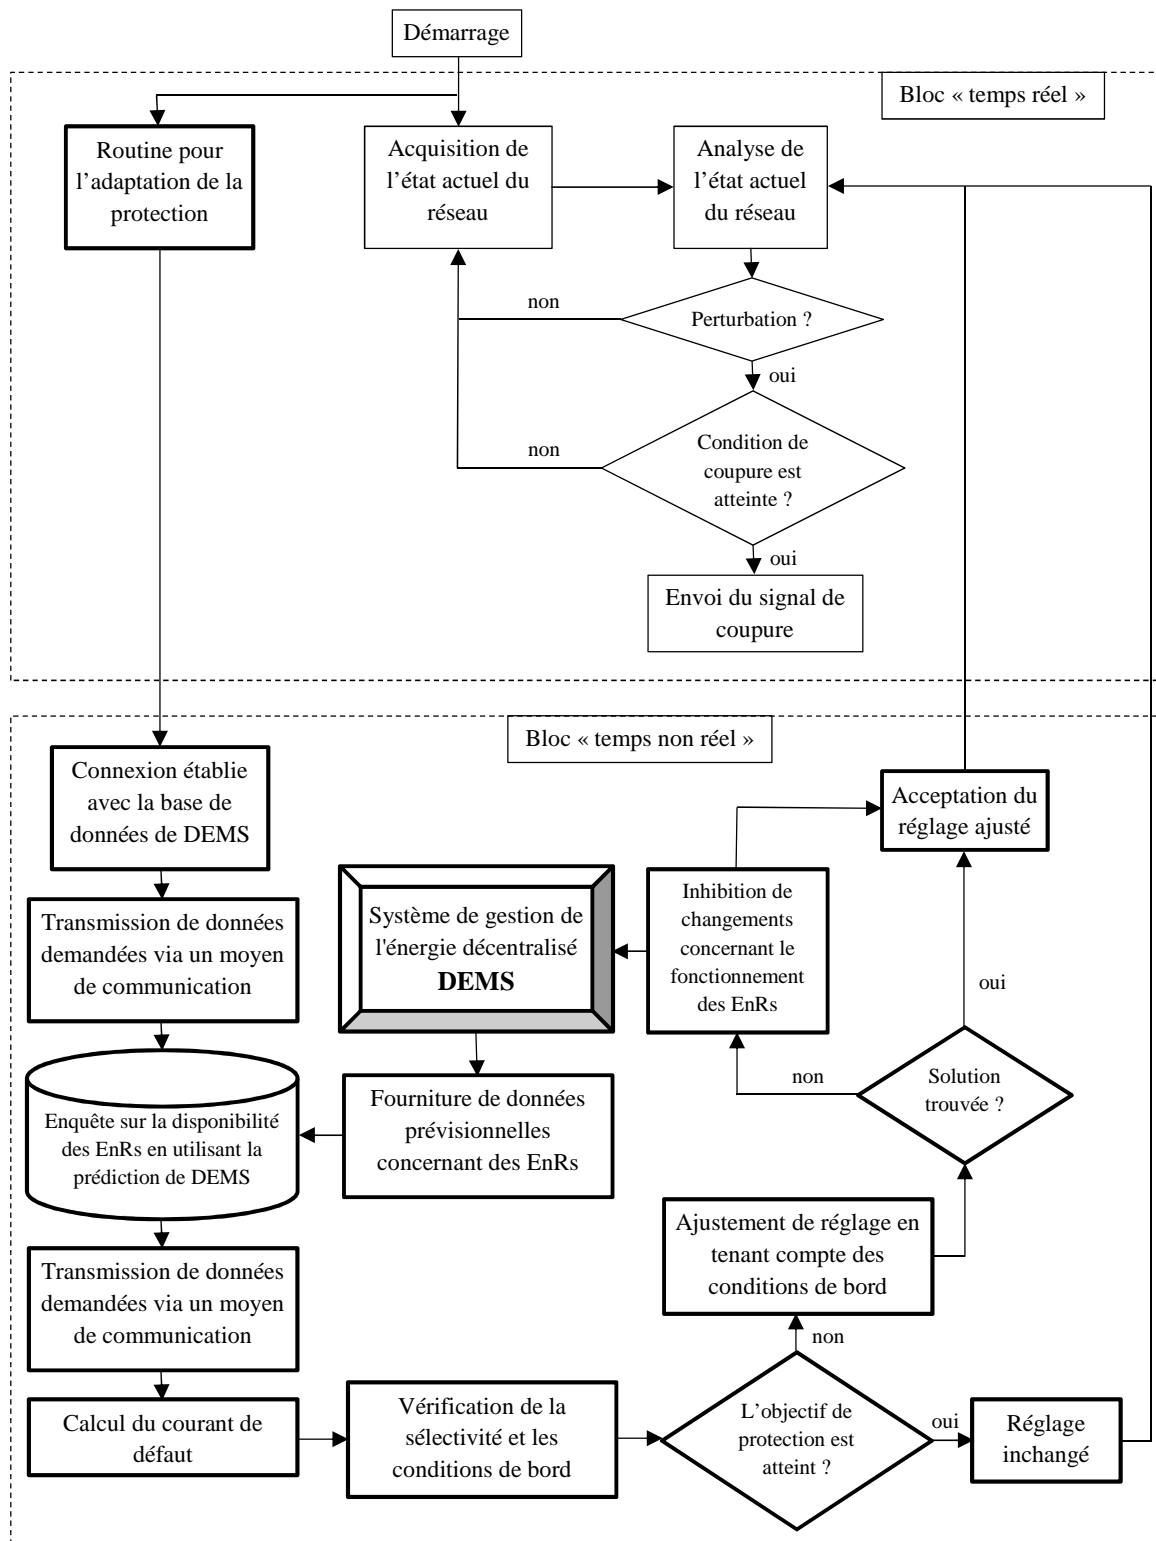 Démarrage
Bloc « temps réel »
Routine pour
l’adaptation de la
protection
Acquisition de
l’état actuel du
réseau
Analyse de
l’état actuel
du réseau
non
Perturbation ?
oui
non
Condition de
coupure est
atteinte ?
oui
Envoi du signal de
coupure
Bloc « temps non réel »
Connexion établie
avec la base de
données de DEMS
Acceptation du
réglage ajusté
Transmission de données
demandées via un moyen
de communication
Système de gestion de
l'énergie décentralisé
DEMS
Inhibition de
changements
concernant le
fonctionnement
des EnRs
oui
non
Solution
trouvée ?
Enquête sur la disponibilité
des EnRs en utilisant la
prédiction de DEMS
Fourniture de données
prévisionnelles
concernant des EnRs
Ajustement de réglage en
tenant compte des
conditions de bord
Transmission de données
demandées via un moyen
de communication
non
Calcul du courant de
défaut
Vérification de la
sélectivité et les
conditions de bord
L’objectif de
protection est
atteint ?
oui
Réglage
inchangé